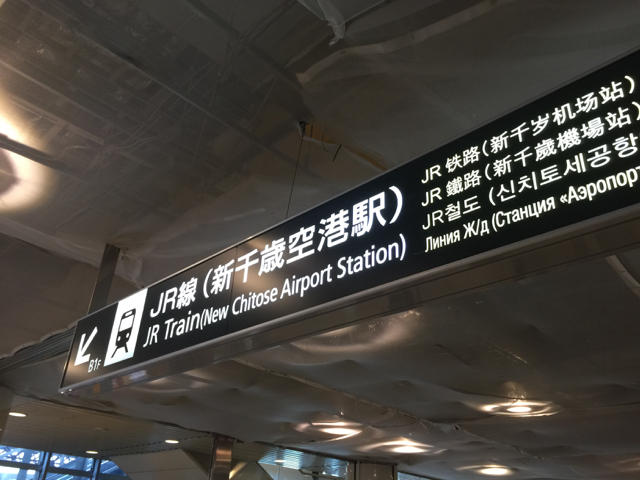 B1F
JR線(新千歳空港駅)
JR Train(New Chitose Airport Station)
JR 铁路(新千岁机场站)
JR 鐵路(新千歲機場站)
JR철도 (신치토세공항
Линия Ж/д (Станция «Аэропорт